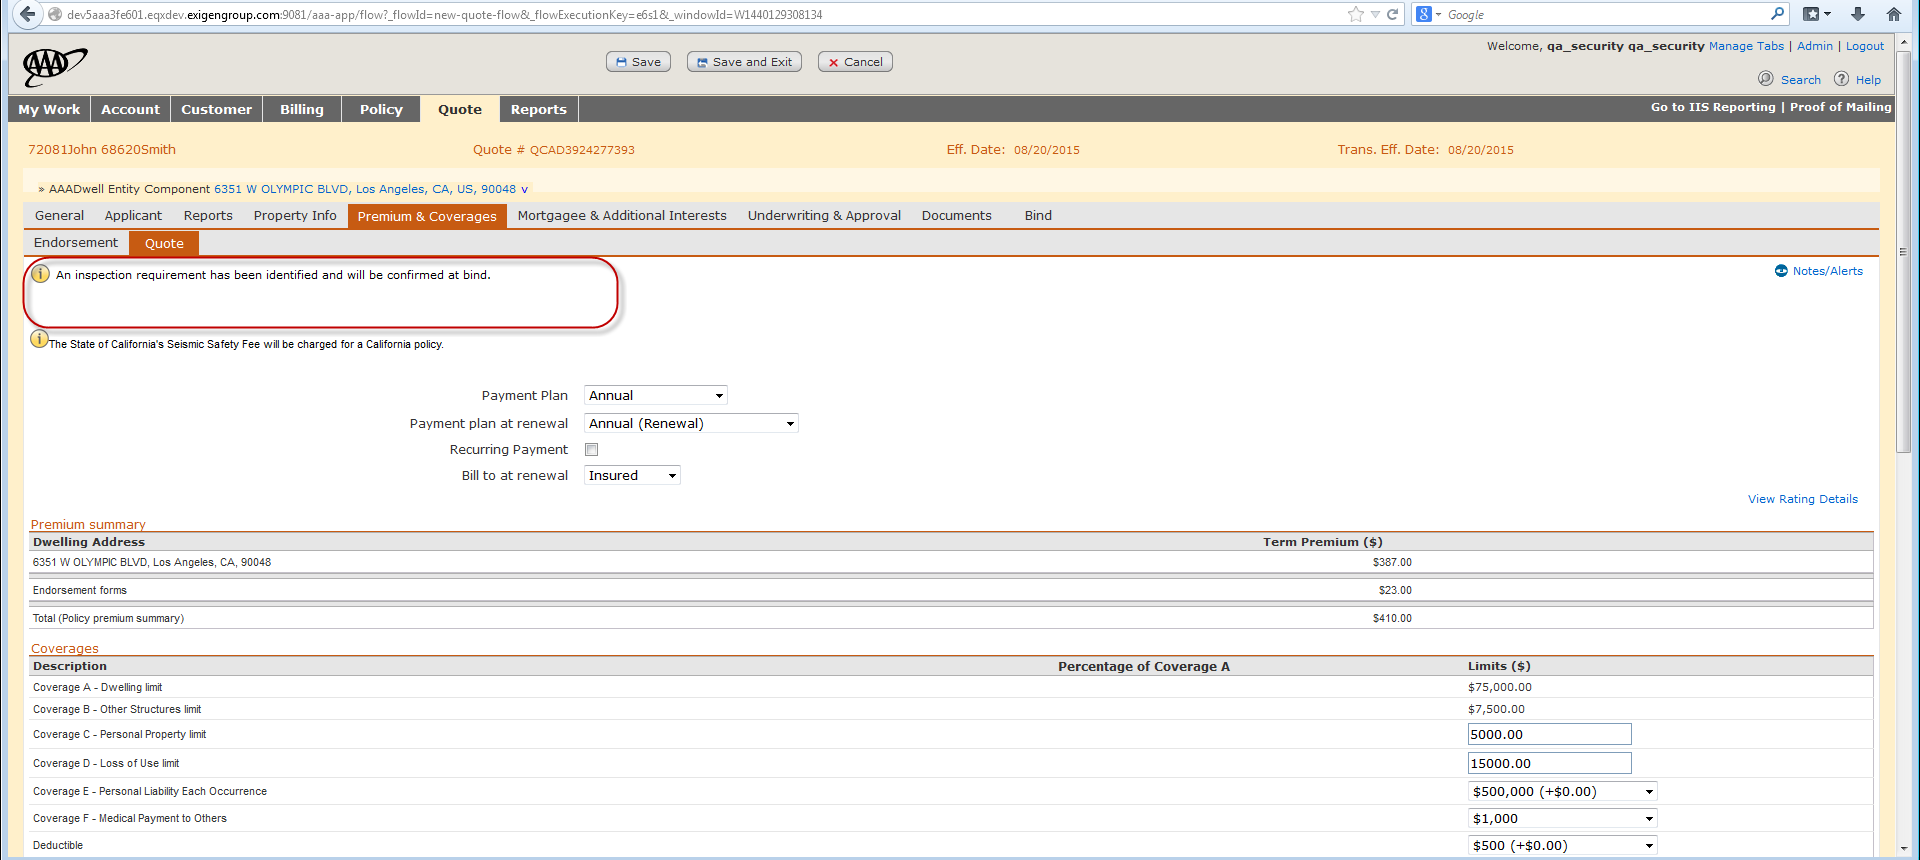 dev5aaa3fe601.eqxdev.exigengroup.com:9081/aaa-app/flow?_flowId=new-quote-flow&_flowExecutionKey=e6s1&_windowId=W1440129308134 8 Google
Welcome, qa_security qa_security Manage Tabs | Admin | Logout
AAA Save Save and Exit Cancel
Search ? Help
My Work Account Customer Billing Policy Quote Reports Go to IIS Reporting | Proof of Mailing
72081John 68620Smith Quote # QCAD3924277393 Eff. Date: 08/20/2015 Trans. Eff. Date: 08/20/2015
» AAADwell Entity Component 6351 W OLYMPIC BLVD, Los Angeles, CA, US, 90048 v
General Applicant Reports Property Info Premium & Coverages Mortgagee & Additional Interests Underwriting & Approval Documents Bind
Endorsement Quote
i An inspection requirement has been identified and will be confirmed at bind. Notes/Alerts
i The State of California's Seismic Safety Fee will be charged for a California policy.
Payment Plan Annual
Payment plan at renewal Annual (Renewal)
Recurring Payment
Bill to at renewal Insured
View Rating Details
Premium summary
Dwelling Address Term Premium ($)
6351 W OLYMPIC BLVD, Los Angeles, CA, 90048 $387.00
Endorsement forms $23.00
Total (Policy premium summary) $410.00
Coverages
Description Percentage of Coverage A Limits ($)
Coverage A - Dwelling limit $75,000.00
Coverage B - Other Structures limit $7,500.00
Coverage C - Personal Property limit 5000.00
Coverage D - Loss of Use limit 15000.00
Coverage E - Personal Liability Each Occurrence $500,000 (+$0.00)
Coverage F - Medical Payment to Others $1,000
Deductible $500 (+$0.00)